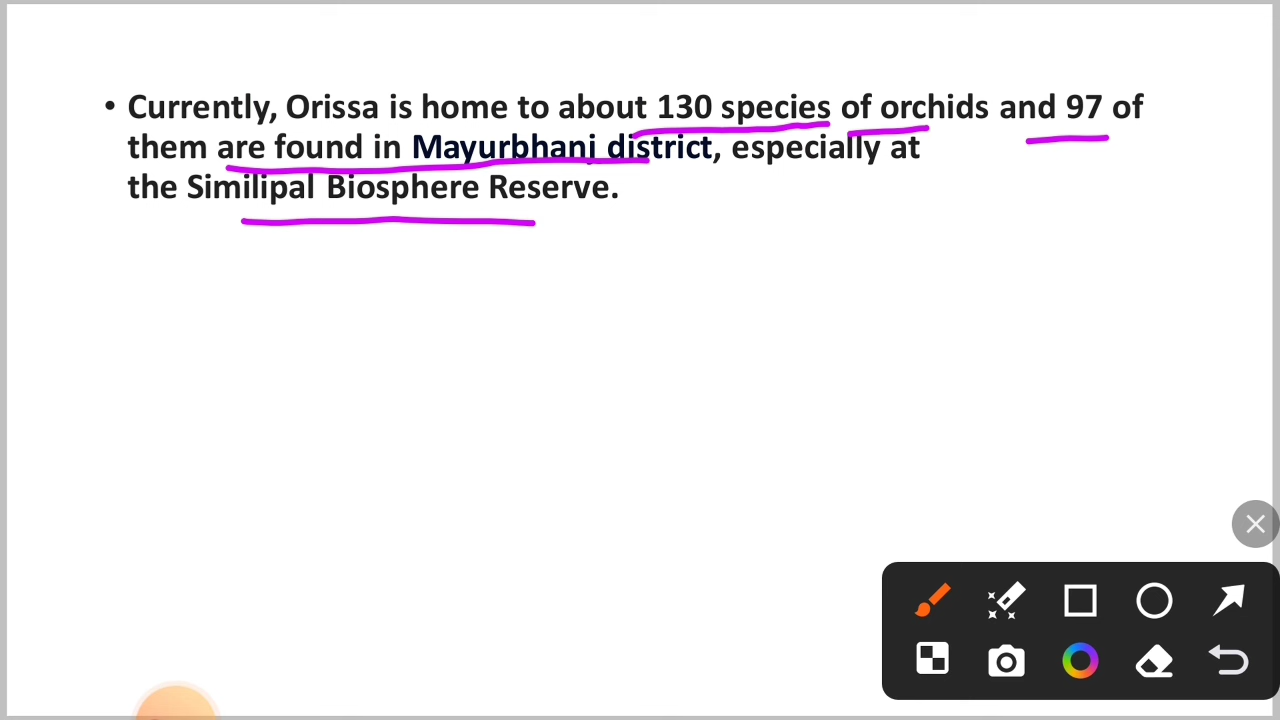 • Currently, Orissa is home to about 130 species of orchids and 97 of
them are found in Mayurbhanj district, especially at
the Similipal Biosphere Reserve.